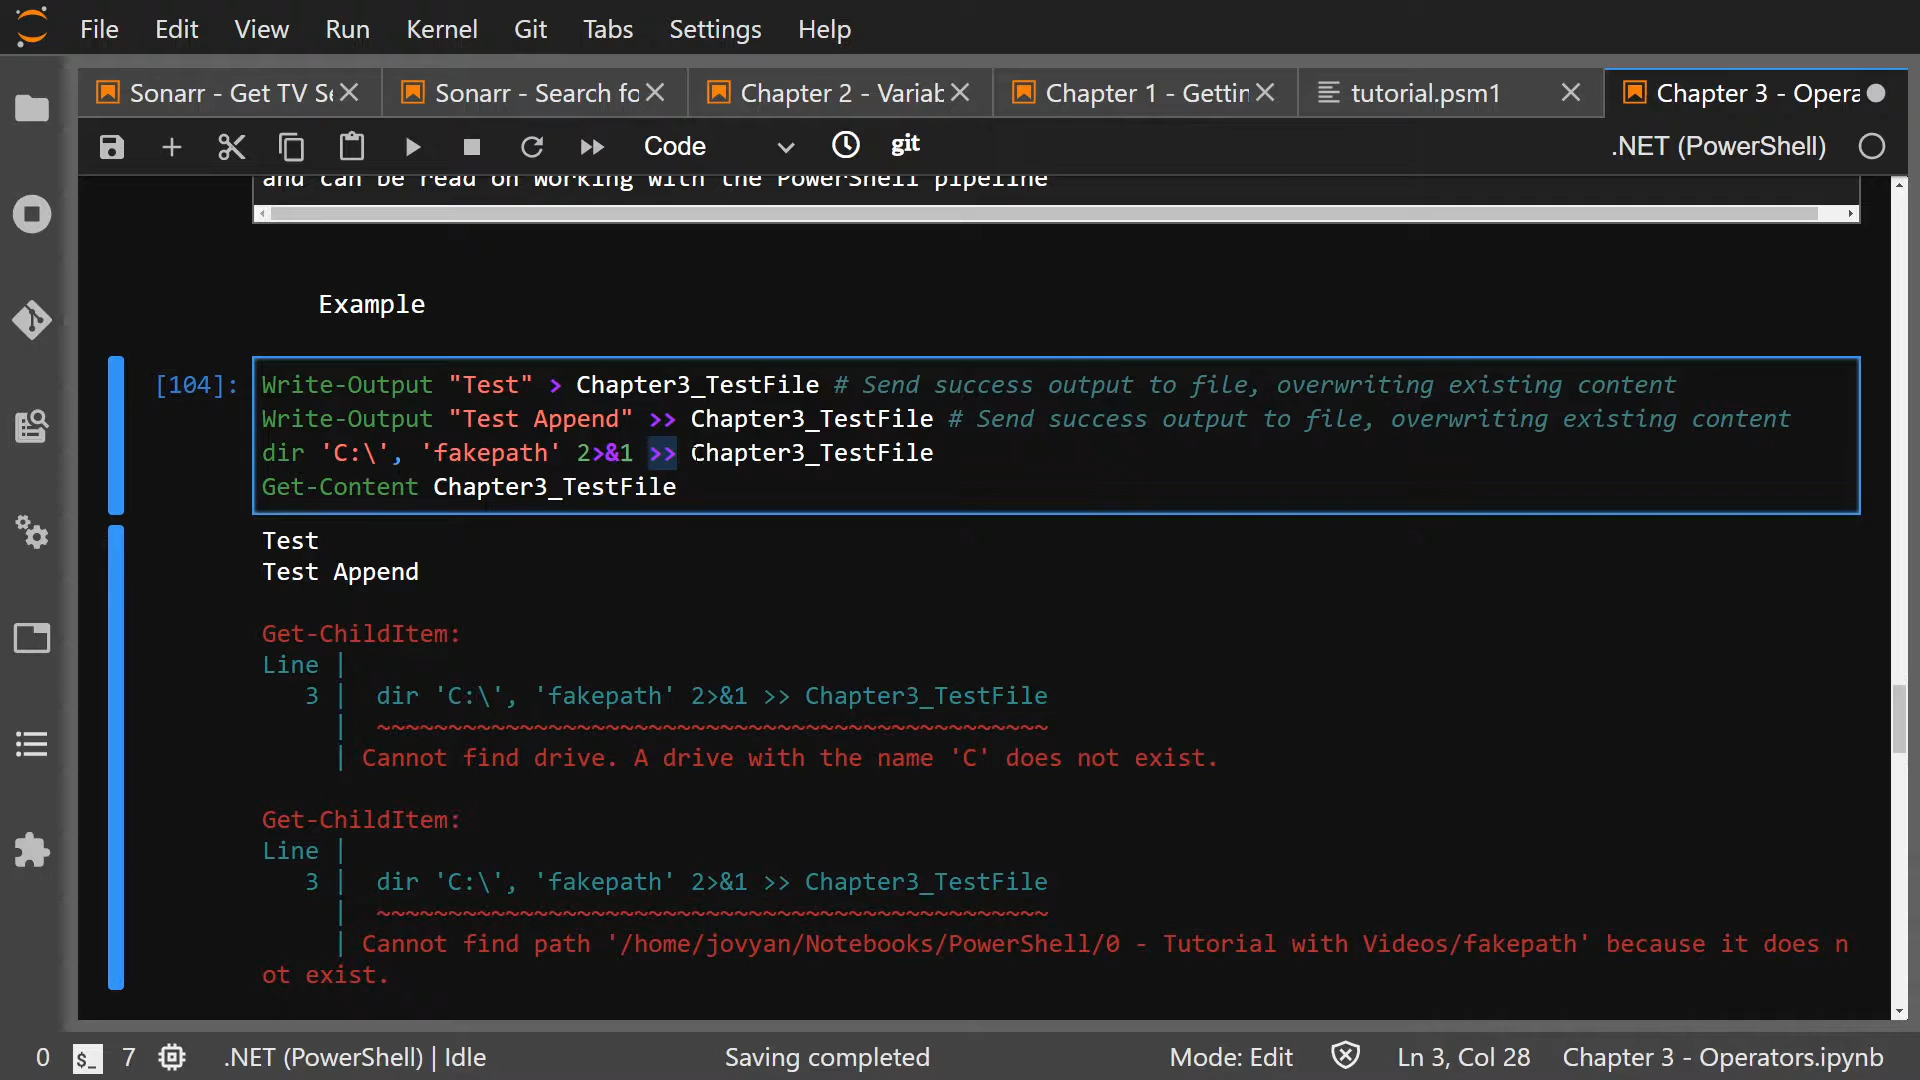 File Edit View Run Kernel Git Tabs Settings Help
Sonarr - Get TV Se Sonarr - Search fo Chapter 2 - Variab Chapter 1 - Gettin tutorial.psm1 Chapter 3 - Opera
Code git .NET (PowerShell)
and can be read on working with the PowerShell pipeline
Example
[104]: Write-Output "Test" > Chapter3_TestFile # Send success output to file, overwriting existing content
Write-Output "Test Append" >> Chapter3_TestFile # Send success output to file, overwriting existing content
dir 'C:\', 'fakepath' 2>&1 >> Chapter3_TestFile
Get-Content Chapter3_TestFile
Test
Test Append
Get-ChildItem:
Line |
3 | dir 'C:\', 'fakepath' 2>&1 >> Chapter3_TestFile
| ~~~~~~~~~~~~~~~~~~~~~~~~~~~~~~~~~~~~~~~~~~~~~~~
| Cannot find drive. A drive with the name 'C' does not exist.
Get-ChildItem:
Line |
3 | dir 'C:\', 'fakepath' 2>&1 >> Chapter3_TestFile
| ~~~~~~~~~~~~~~~~~~~~~~~~~~~~~~~~~~~~~~~~~~~~~~~
| Cannot find path '/home/jovyan/Notebooks/PowerShell/0 - Tutorial with Videos/fakepath' because it does n
ot exist.
0 $_ 7 .NET (PowerShell) | Idle Saving completed Mode: Edit Ln 3, Col 28 Chapter 3 - Operators.ipynb